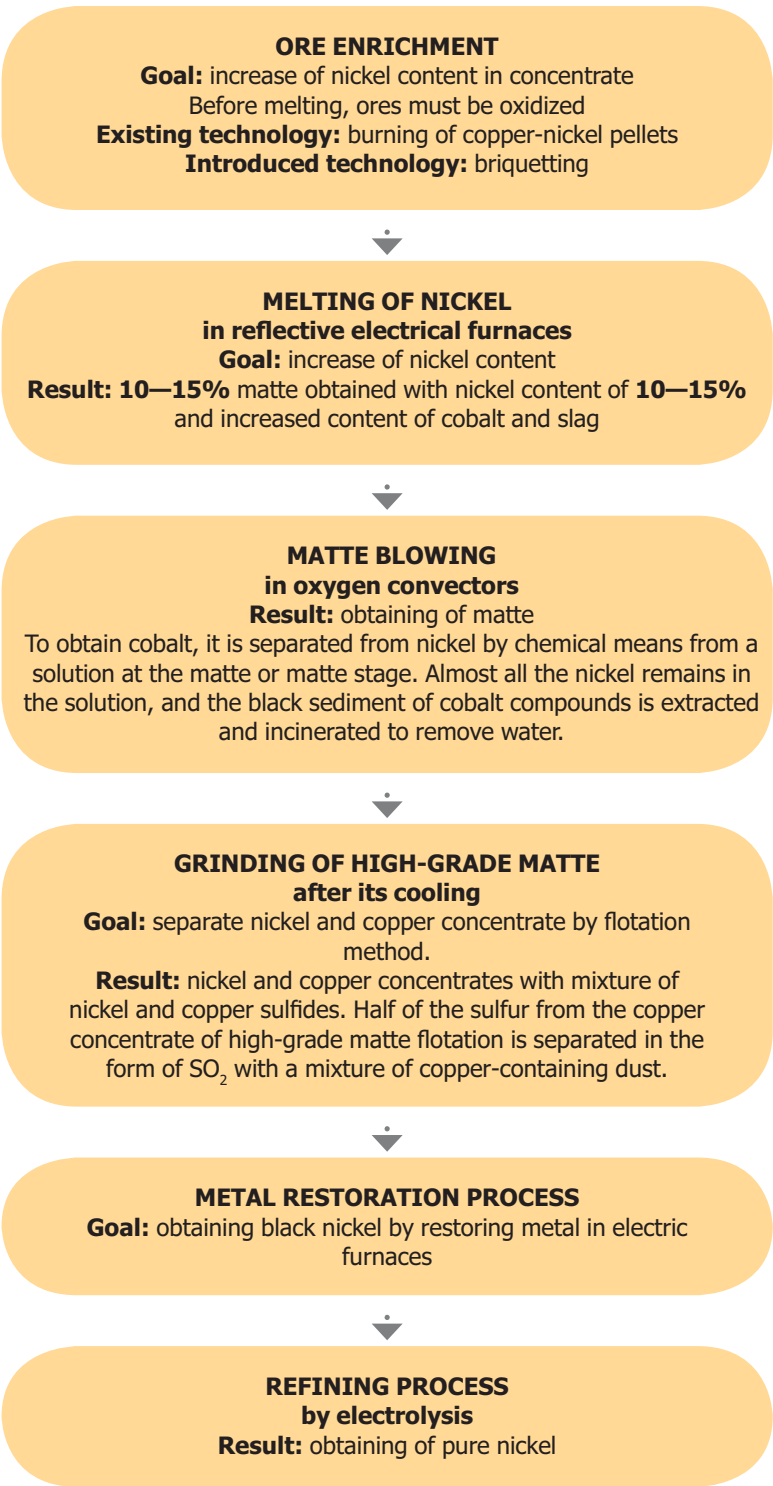 ORE ENRICHMENT
Goal: increase of nickel content in concentrate
Before melting, ores must be oxidized
Existing technology: burning of copper-nickel pellets
Introduced technology: briquetting
MELTING OF NICKEL
in reflective electrical furnaces
Goal: increase of nickel content
Result: 10—15% matte obtained with nickel content of 10—15%
and increased content of cobalt and slag
MATTE BLOWING
in oxygen convectors
Result: obtaining of matte
To obtain cobalt, it is separated from nickel by chemical means from a
solution at the matte or matte stage. Almost all the nickel remains in
the solution, and the black sediment of cobalt compounds is extracted
and incinerated to remove water.
GRINDING OF HIGH-GRADE MATTE
after its cooling
Goal: separate nickel and copper concentrate by flotation
method.
Result: nickel and copper concentrates with mixture of
nickel and copper sulfides. Half of the sulfur from the copper
concentrate of high-grade matte flotation is separated in the
form of SO₂ with a mixture of copper-containing dust.
METAL RESTORATION PROCESS
Goal: obtaining black nickel by restoring metal in electric
furnaces
REFINING PROCESS
by electrolysis
Result: obtaining of pure nickel